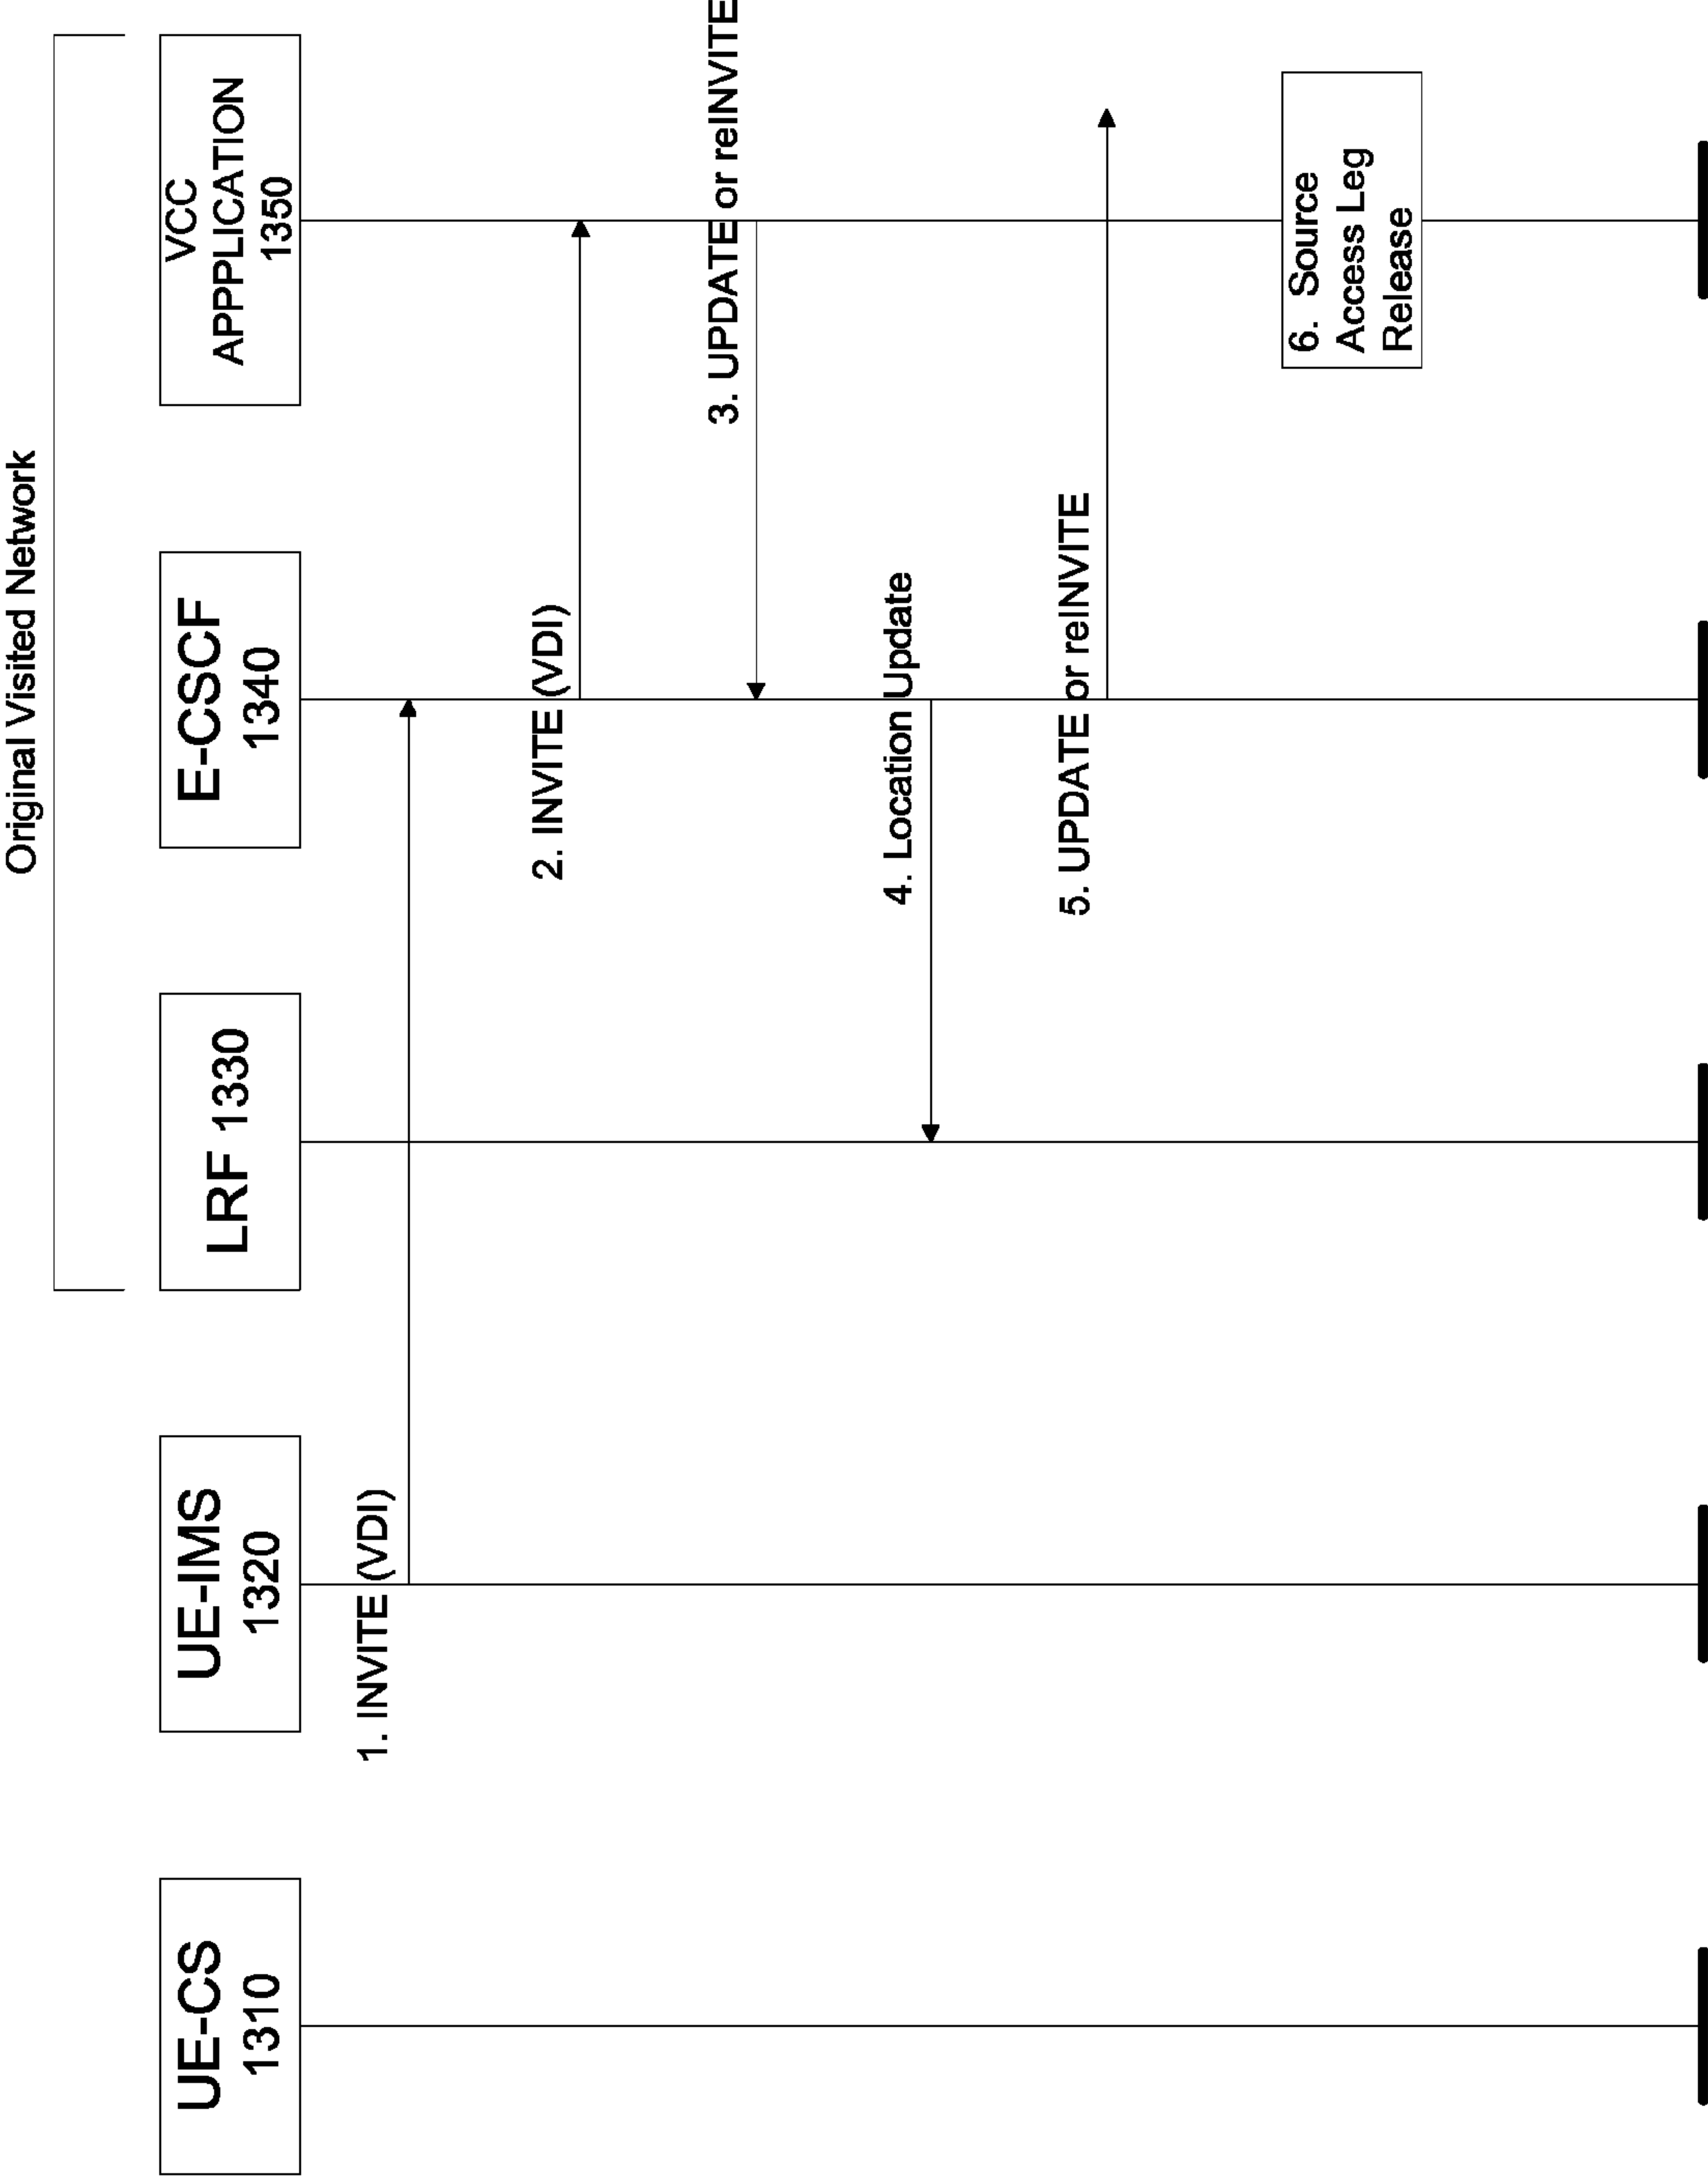 Original Visited Network
UE-CS
1310
UE-IMS
1320
LRF 1330
E-CSCF
1340
VCC
APPPLICATION
1350
1. INVITE (VDI)
2. INVITE (VDI)
3. UPDATE or reINVITE
4. Location Update
5. UPDATE or reINVITE
6. Source
Access Leg
Release